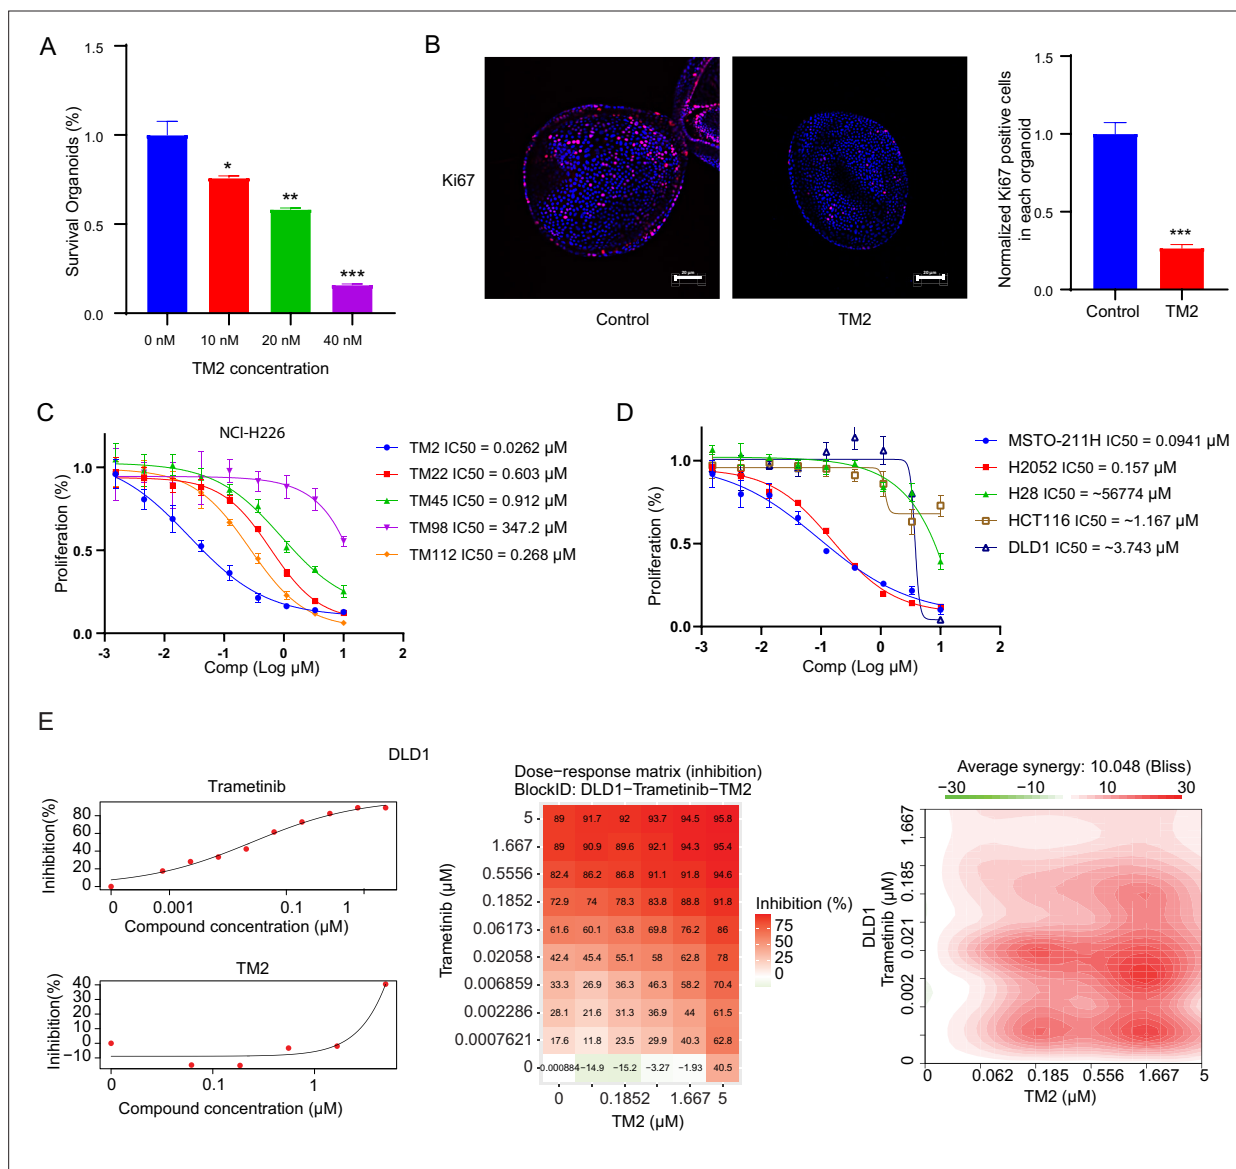 A
1.5
1.0
0.5
0.0
Survival Organoids (%)
*
**
***
0 nM
10 nM
20 nM
40 nM
TM2 concentration
B
Ki67
20 µm
20 µm
Control
TM2
Normalized Ki67 positive cells
in each organoid
1.5
1.0
0.5
0.0
***
Control
TM2
C
NCI-H226
Proliferation (%)
1.0
0.5
0.0
-3 -2 -1 0 1 2
Comp (Log µM)
TM2 IC50 = 0.0262 µM
TM22 IC50 = 0.603 µM
TM45 IC50 = 0.912 µM
TM98 IC50 = 347.2 µM
TM112 IC50 = 0.268 µM
D
Proliferation (%)
1.0
0.5
0.0
-3 -2 -1 0 1 2
Comp (Log µM)
MSTO-211H IC50 = 0.0941 µM
H2052 IC50 = 0.157 µM
H28 IC50 = ~56774 µM
HCT116 IC50 = ~1.167 µM
DLD1 IC50 = ~3.743 µM
E
DLD1
Trametinib
Inihibition(%)
80
60
40
20
0
0 0.001 0.1 1
Compound concentration (µM)
TM2
Inhibition(%)
40
30
20
10
−10
0 0.1 1
Compound concentration (µM)
Dose−response matrix (inhibition)
BlockID: DLD1−Trametinib−TM2
Trametinib (µM)
5 89 91.7 92 93.7 94.5 95.8
1.667 89 90.9 89.6 92.1 94.3 95.4
0.5556 82.4 86.2 86.8 91.1 91.8 94.6
0.1852 72.9 74 78.3 83.8 88.8 91.8
0.06173 61.6 60.1 63.8 69.8 76.2 86
0.02058 42.4 45.4 55.1 58 62.8 78
0.006859 33.3 26.9 36.3 46.3 58.2 70.4
0.002286 28.1 21.6 31.3 36.9 44 61.5
0.0007621 17.6 11.8 23.5 29.9 40.3 62.8
0 -0.000884 −14.9 −15.2 −3.27 −1.93 40.5
0 0.1852 1.667 5
TM2 (µM)
Inhibition (%)
75
50
25
0
Average synergy: 10.048 (Bliss)
−30 −10 10 30
DLD1
Trametinib (µM)
1.667
0.185
0.021
0.002
0
0 0.062 0.185 0.556 1.667 5
TM2 (µM)